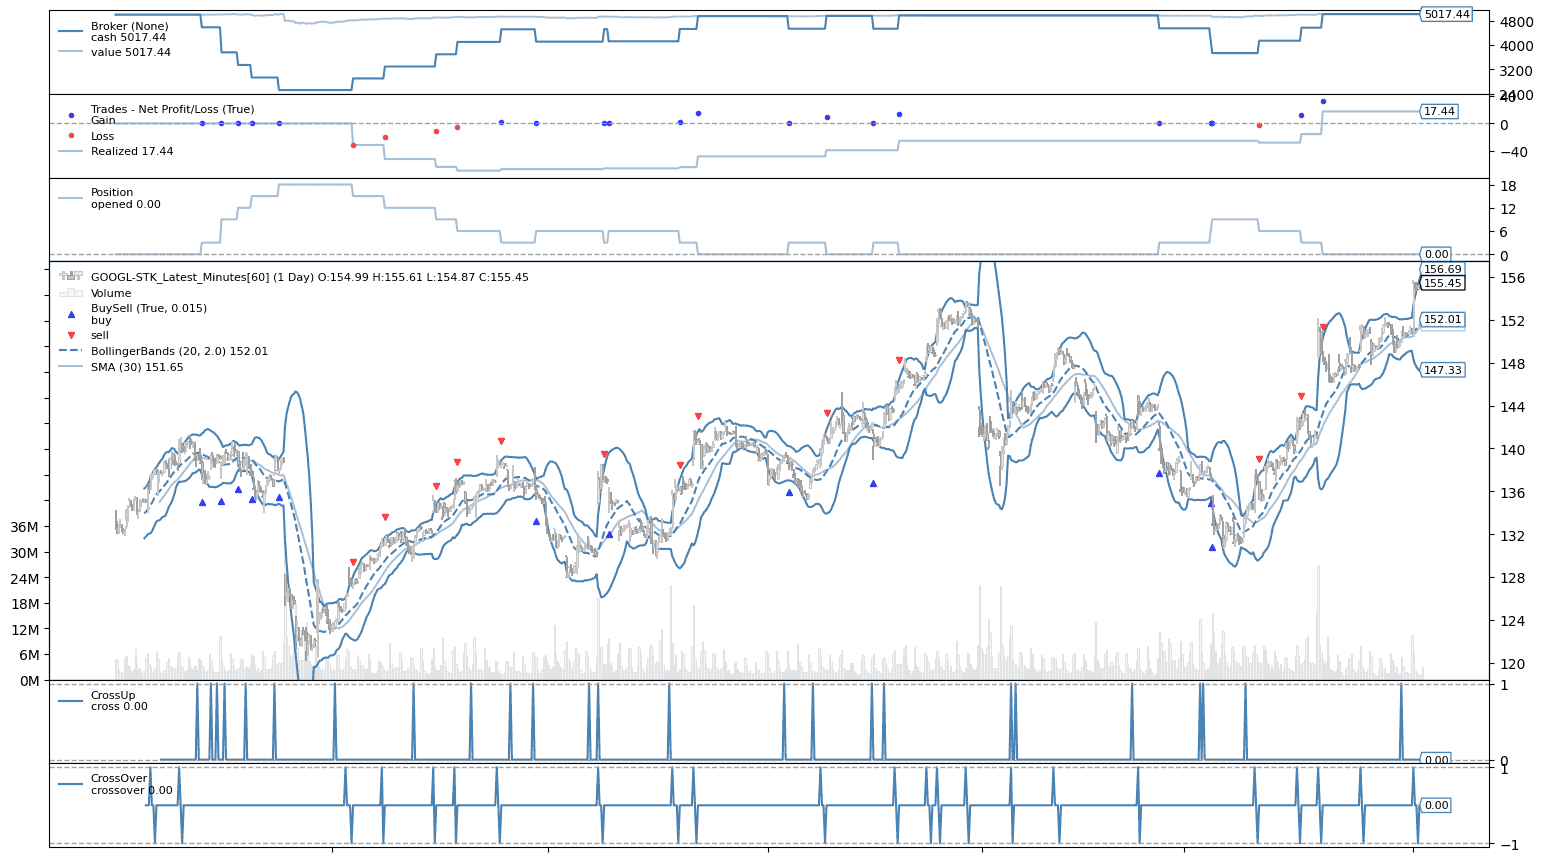 Broker (None)
cash 5017.44
value 5017.44
5017.44
4800
4000
3200
2400
Trades - Net Profit/Loss (True)
Gain
Loss
Realized 17.44
40
17.44
0
−40
Position
opened 0.00
18
12
6
0
0.00
GOOGL-STK_Latest_Minutes[60] (1 Day) O:154.99 H:155.61 L:154.87 C:155.45
Volume
BuySell (True, 0.015)
buy
sell
BollingerBands (20, 2.0) 152.01
SMA (30) 151.65
156.69
155.45
152.01
147.33
156
152
148
144
140
136
132
128
124
120
36M
30M
24M
18M
12M
6M
0M
CrossUp
cross 0.00
1
0
0.00
CrossOver
crossover 0.00
1
0.00
−1